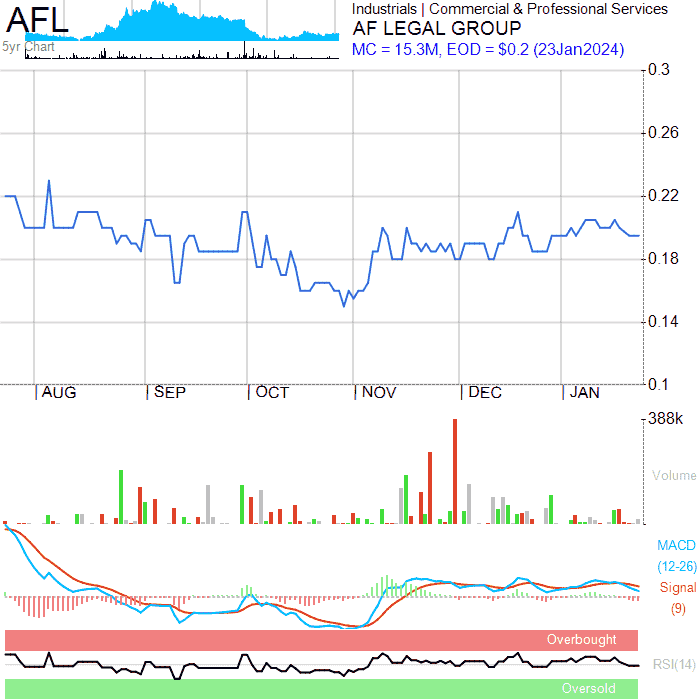 AFL
5yr Chart
Industrials | Commercial & Professional Services
AF LEGAL GROUP
MC = 15.3M, EOD = $0.2 (23Jan2024)
0.3
0.26
0.22
0.18
0.14
0.1
AUG SEP OCT NOV DEC JAN
388k
Volume
MACD
(12-26)
Signal
(9)
Overbought
RSI(14)
Oversold